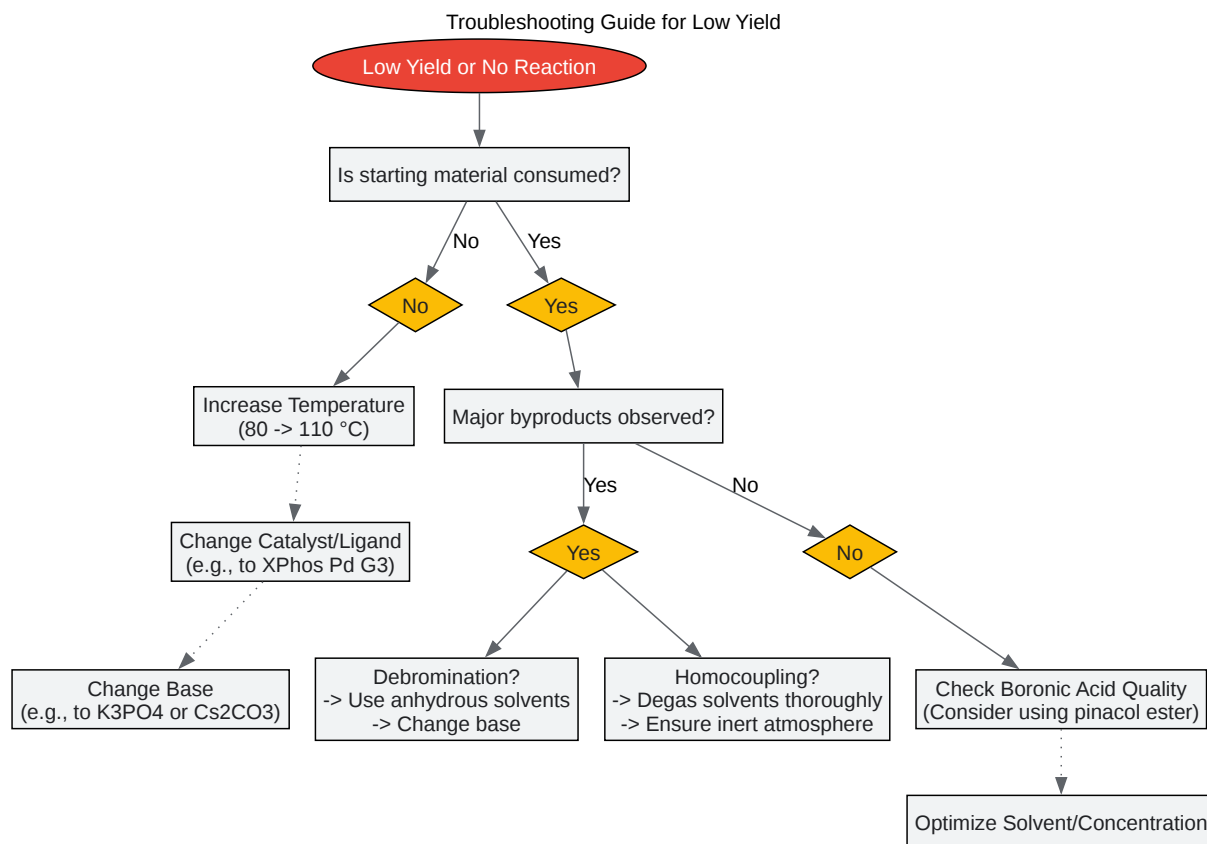 Troubleshooting Guide for Low Yield
Low Yield or No Reaction
Is starting material consumed?
No
Yes
No
Yes
Increase Temperature
(80 -> 110 °C)
Major byproducts observed?
Yes
No
Change Catalyst/Ligand
(e.g., to XPhos Pd G3)
Yes
No
Change Base
(e.g., to K3PO4 or Cs2CO3)
Debromination?
-> Use anhydrous solvents
-> Change base
Homocoupling?
-> Degas solvents thoroughly
-> Ensure inert atmosphere
Check Boronic Acid Quality
(Consider using pinacol ester)
Optimize Solvent/Concentration